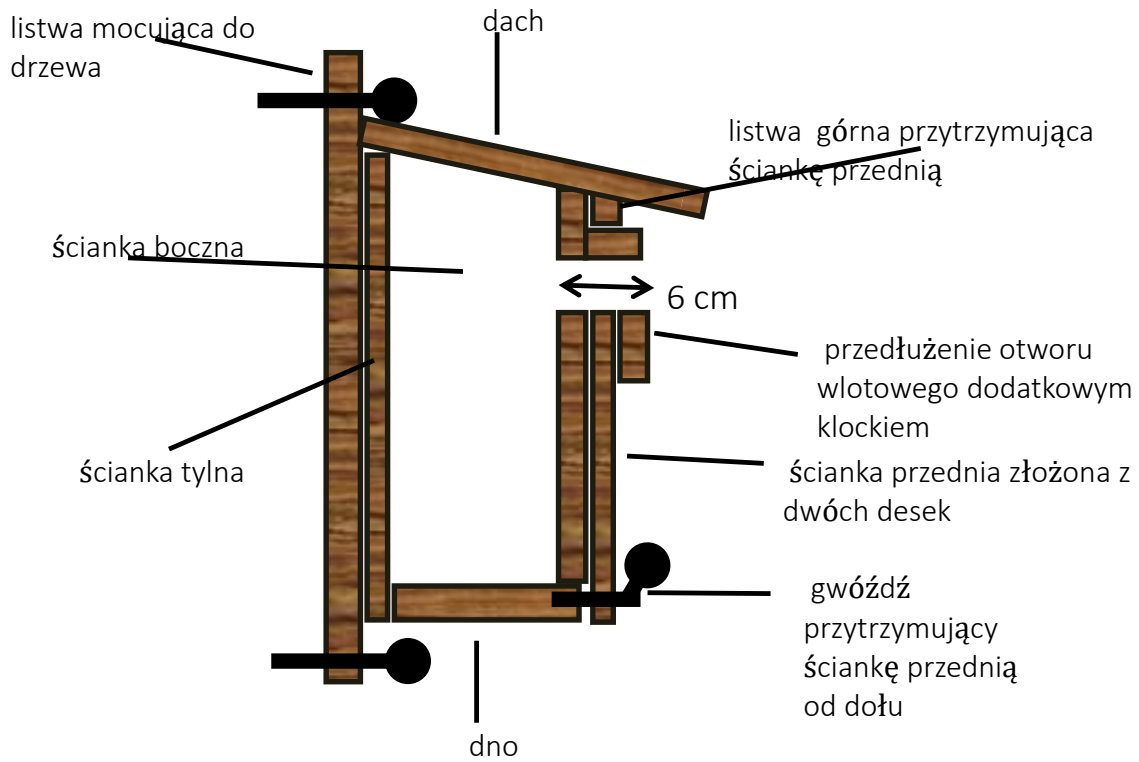 listwa mocująca do
drzewa
dach
listwa górna przytrzymująca
ściankę przednią
ścianka boczna
6 cm
przedłużenie otworu
wlotowego dodatkowym
klockiem
ścianka tylna
ścianka przednia złożona z
dwóch desek
gwóźdź
przytrzymujący
ściankę przednią
od dołu
dno